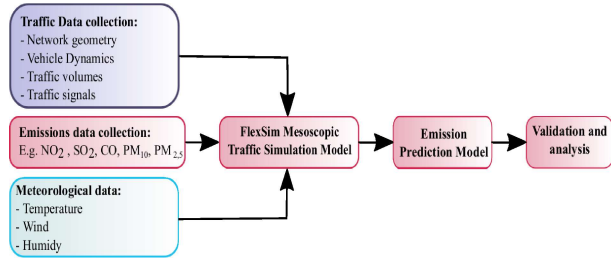 Traffic Data collection:
- Network geometry
- Vehicle Dynamics
- Traffic volumes
- Traffic signals
Emissions data collection:
E.g. NO2 , SO2, CO, PM10, PM2,5
Meteorological data:
- Temperature
- Wind
- Humidy
FlexSim Mesoscopic
Traffic Simulation Model
Emission
Prediction Model
Validation and
analysis